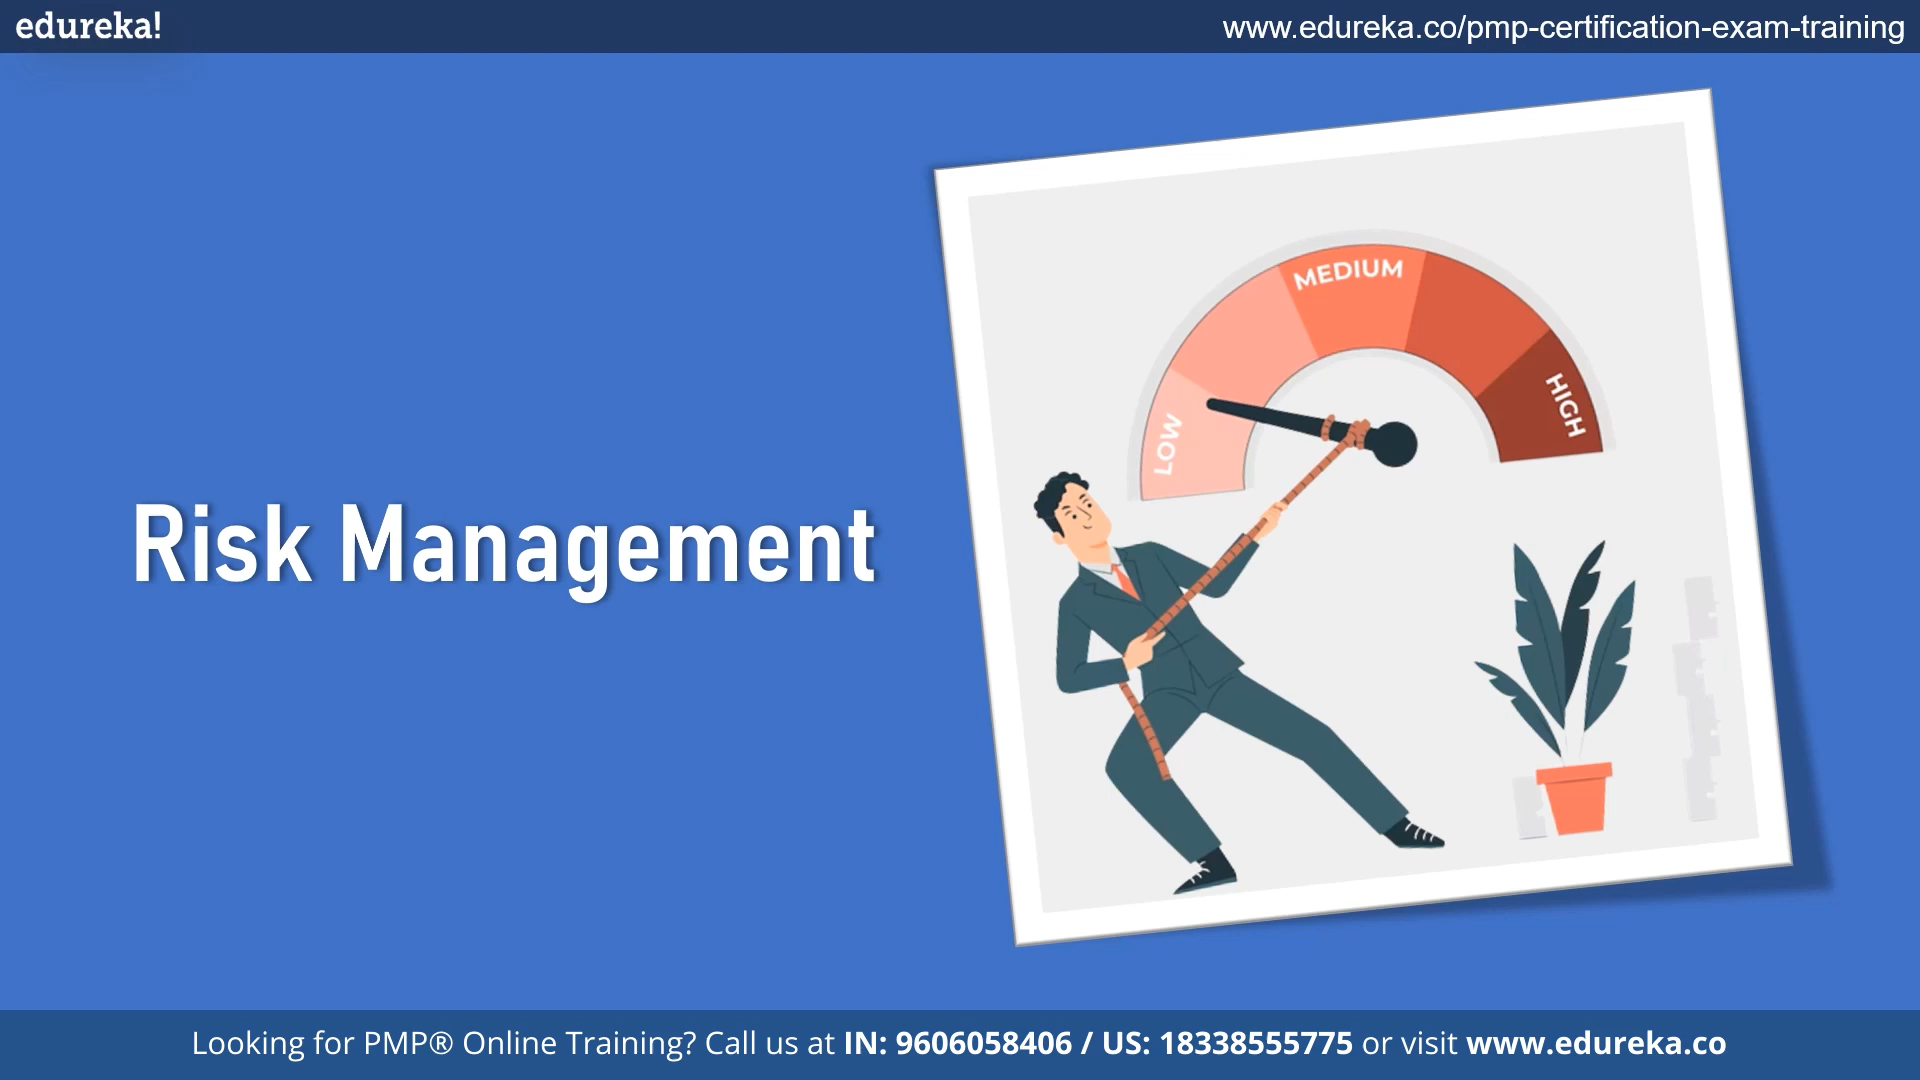 edureka!
www.edureka.co/pmp-certification-exam-training
Risk Management
LOW
MEDIUM
HIGH
Looking for PMP® Online Training? Call us at IN: 9606058406 / US: 18338555775 or visit www.edureka.co